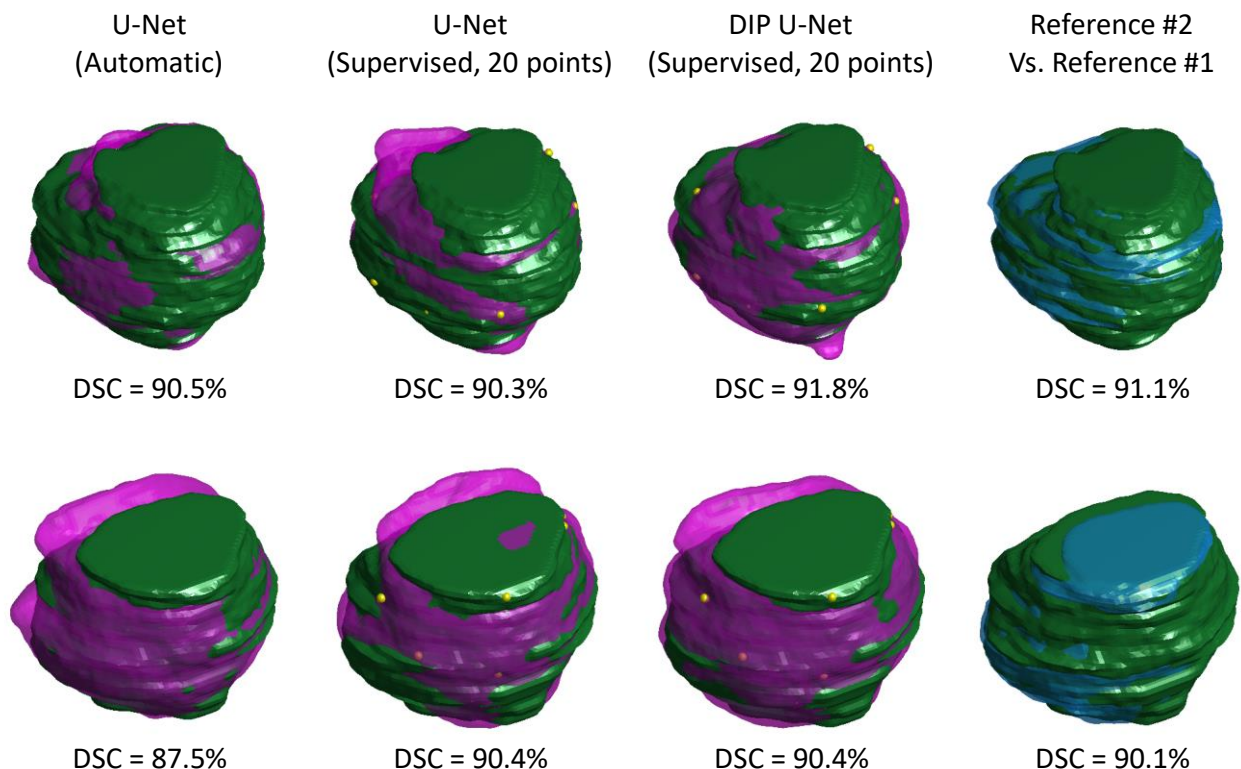 U-Net
(Automatic)
U-Net
(Supervised, 20 points)
DIP U-Net
(Supervised, 20 points)
Reference #2
Vs. Reference #1
DSC = 90.5%
DSC = 90.3%
DSC = 91.8%
DSC = 91.1%
DSC = 87.5%
DSC = 90.4%
DSC = 90.4%
DSC = 90.1%